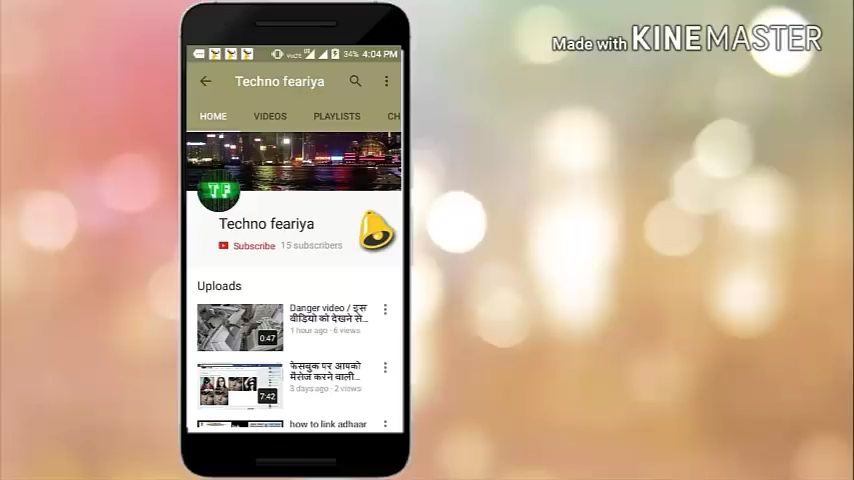 Made with KINEMASTER
VoLTE 34% 4:04 PM
Techno feariya
HOME VIDEOS PLAYLISTS CH
TF
Techno feariya
Subscribe 15 subscribers
Uploads
Danger video / इस
वीडियो को देखने से...
1 hour ago · 6 views
0:47
फेसबुक पर आपको
मैसेज करने वाली...
3 days ago · 2 views
7:42
how to link adhaar